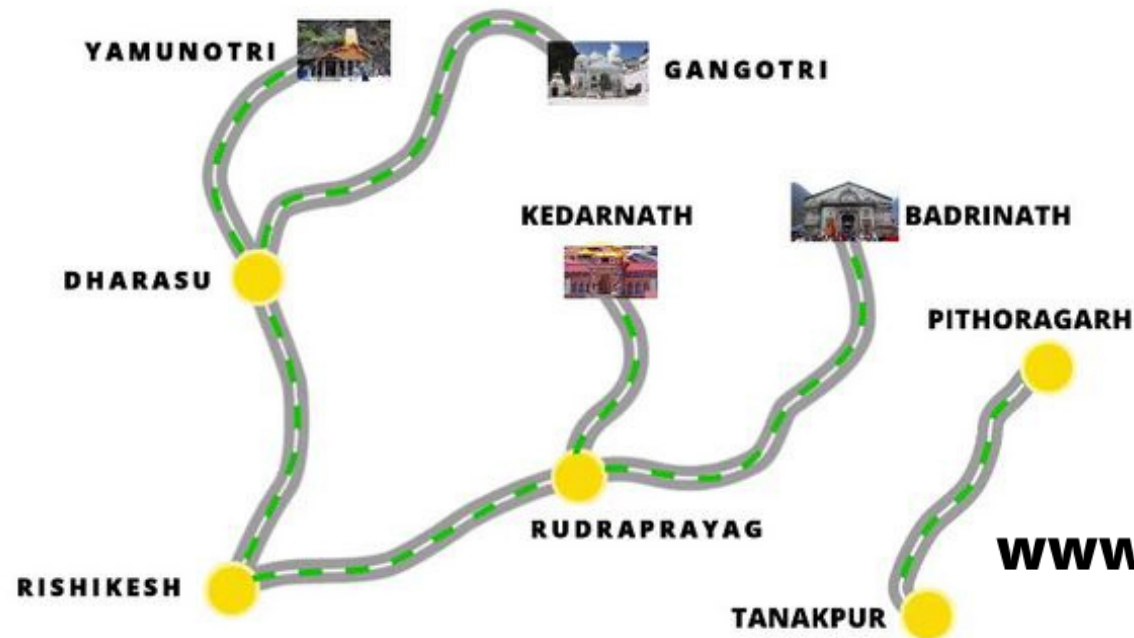 YAMUNOTRI
GANGOTRI
KEDARNATH
BADRINATH
DHARASU
PITHORAGARH
RUDRAPRAYAG
RISHIKESH
www
TANAKPUR